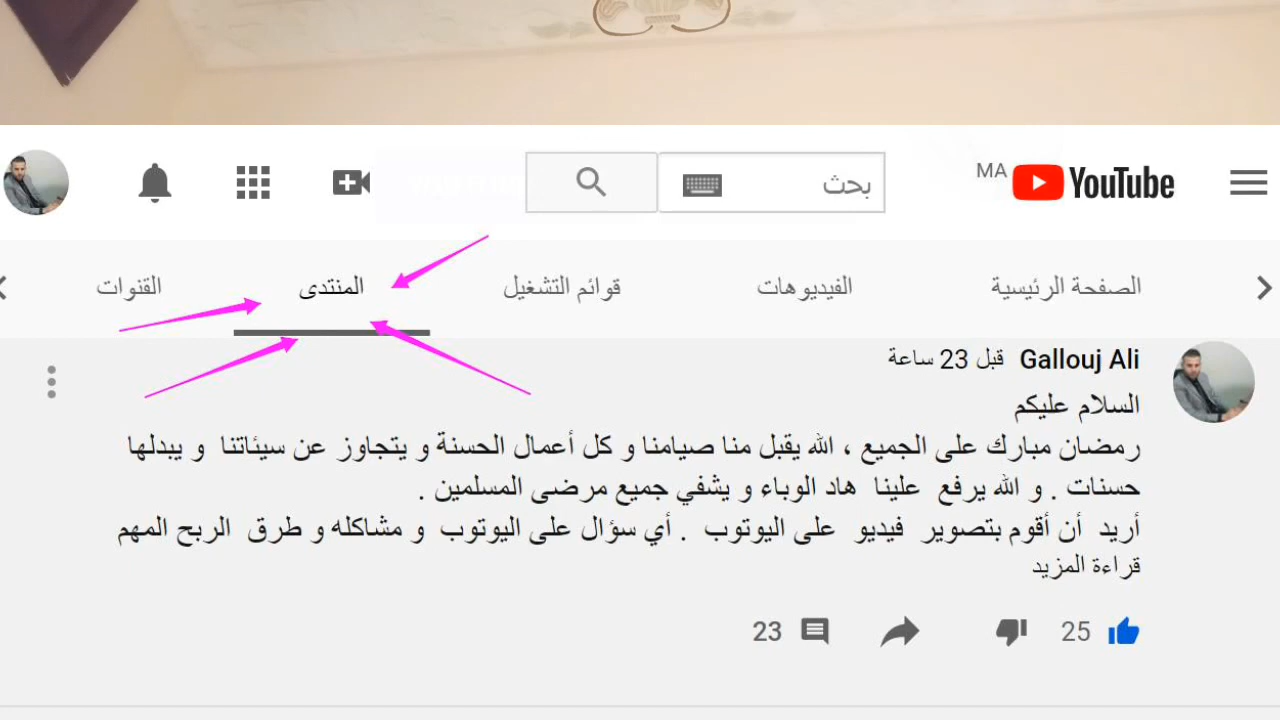 YouTube MA
بحث
الصفحة الرئيسية
الفيديوهات
قوائم التشغيل
المنتدى
القنوات
Gallouj Ali قبل 23 ساعة
السلام عليكم
رمضان مبارك على الجميع ، الله يقبل منا صيامنا و كل أعمال الحسنة و يتجاوز عن سيئاتنا و يبدلها
حسنات . و الله يرفع علينا هاد الوباء و يشفي جميع مرضى المسلمين .
أريد أن أقوم بتصوير فيديو على اليوتوب . أي سؤال على اليوتوب و مشاكله و طرق الربح المهم
قراءة المزيد
25
23